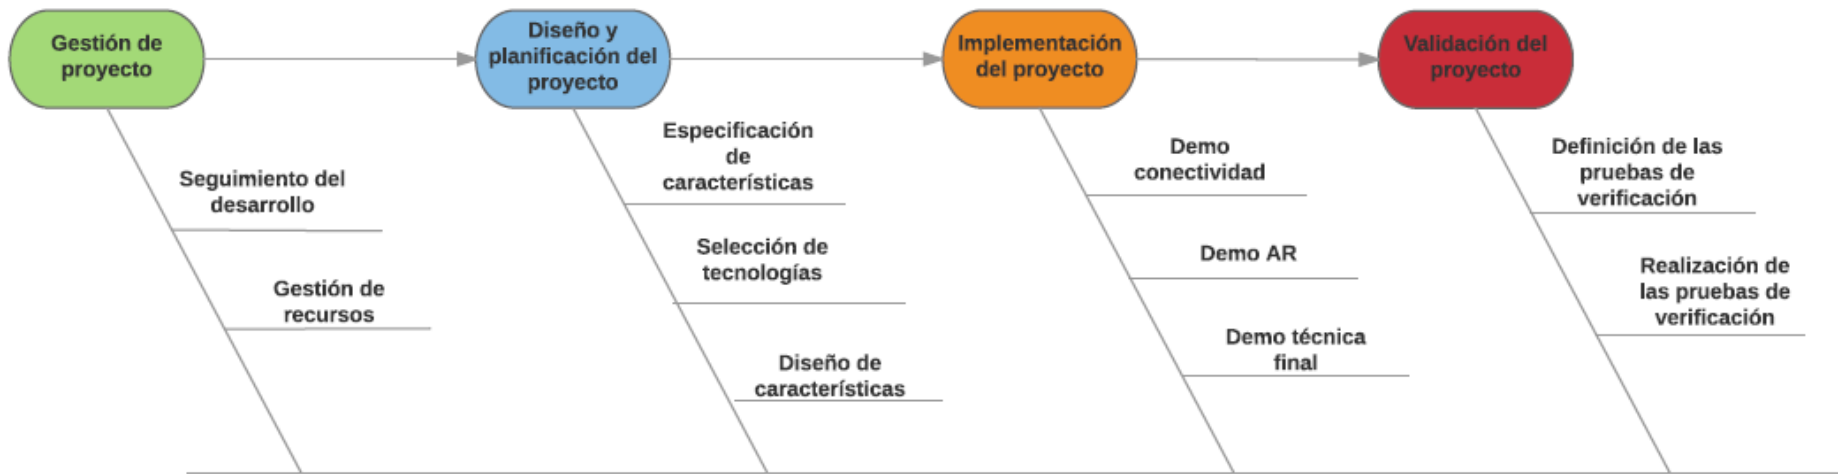 Gestión de
proyecto
Diseño y
planificación del
proyecto
Implementación
del proyecto
Validación del
proyecto
Seguimiento del
desarrollo
Gestión de
recursos
Especificación
de
características
Selección de
tecnologías
Diseño de
características
Demo
conectividad
Demo AR
Demo técnica
final
Definición de las
pruebas de
verificación
Realización de
las pruebas de
verificación